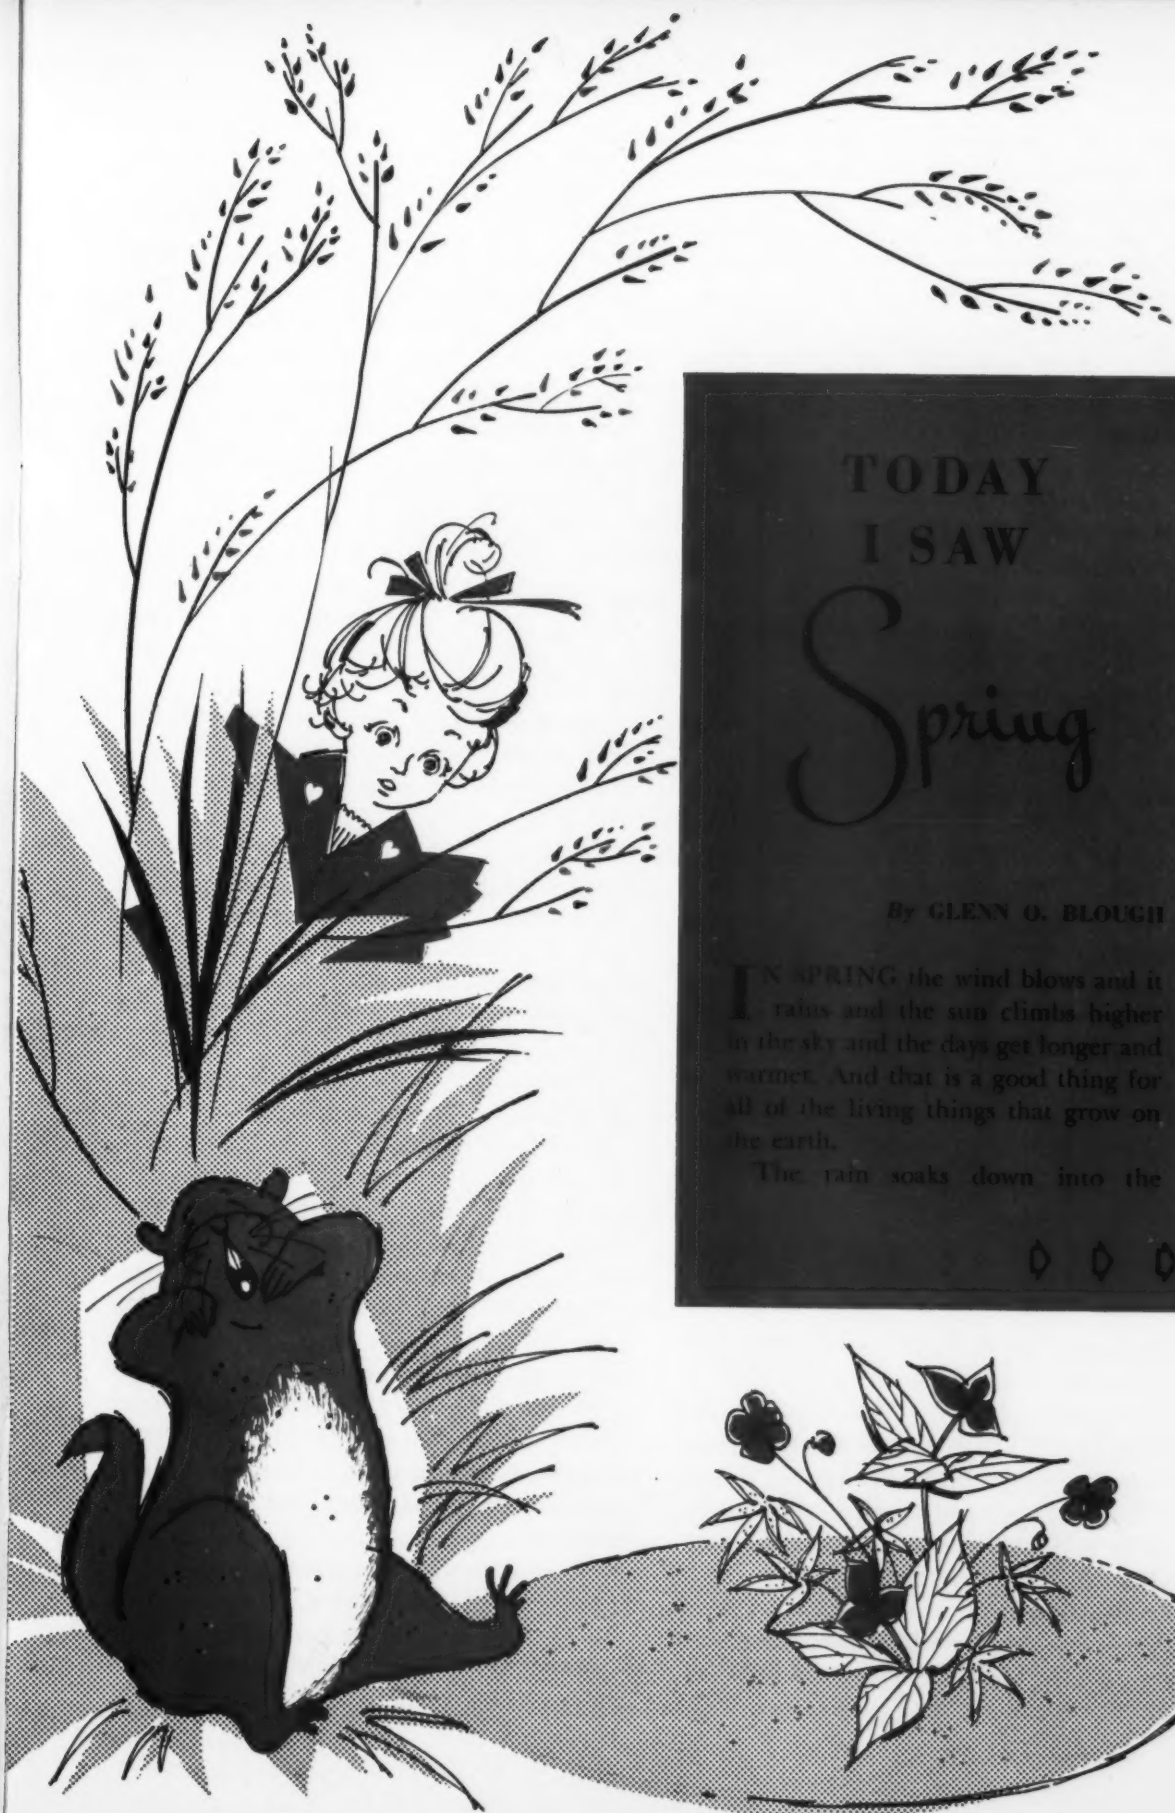 TODAY
I SAW
Spring
By GLENN O. BLOUGH
IN SPRING the wind blows and it
rains and the sun climbs higher
in the sky and the days get longer and
warmer. And that is a good thing for
all of the living things that grow on
the earth.
The rain soaks down into the